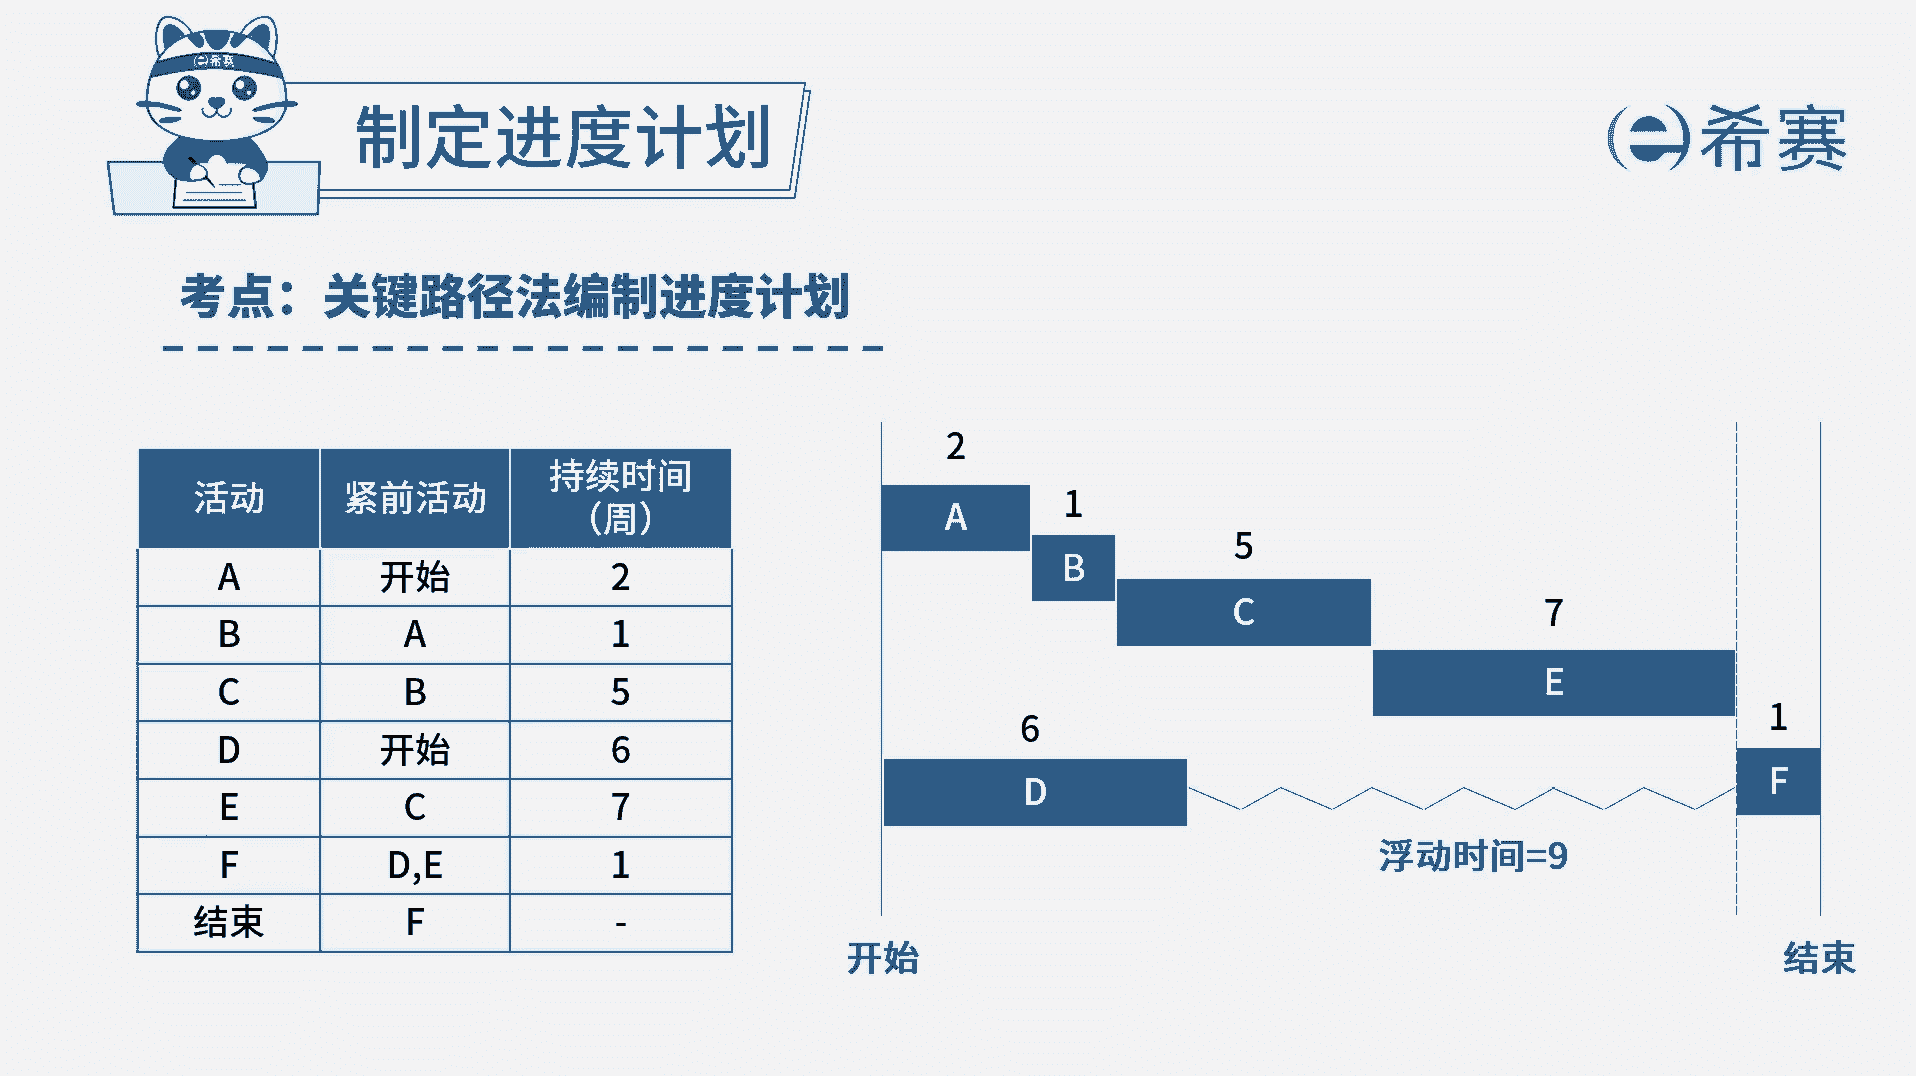 希赛
制定进度计划
希赛
考点：关键路径法编制进度计划
活动 紧前活动 持续时间（周）
A 开始 2
B A 1
C B 5
D 开始 6
E C 7
F D,E 1
结束 F -
2
A
1
B
5
C
7
E
6
D
1
F
浮动时间=9
开始
结束